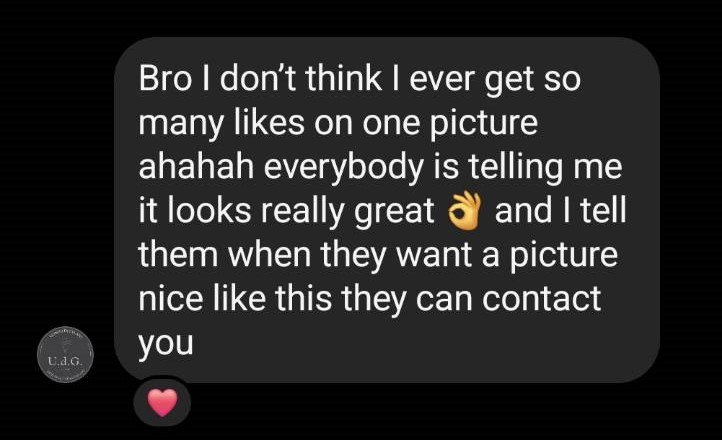 Bro I don’t think I ever get so
many likes on one picture
ahahah everybody is telling me
it looks really great 👌 and I tell
them when they want a picture
nice like this they can contact
you
U.d.G.